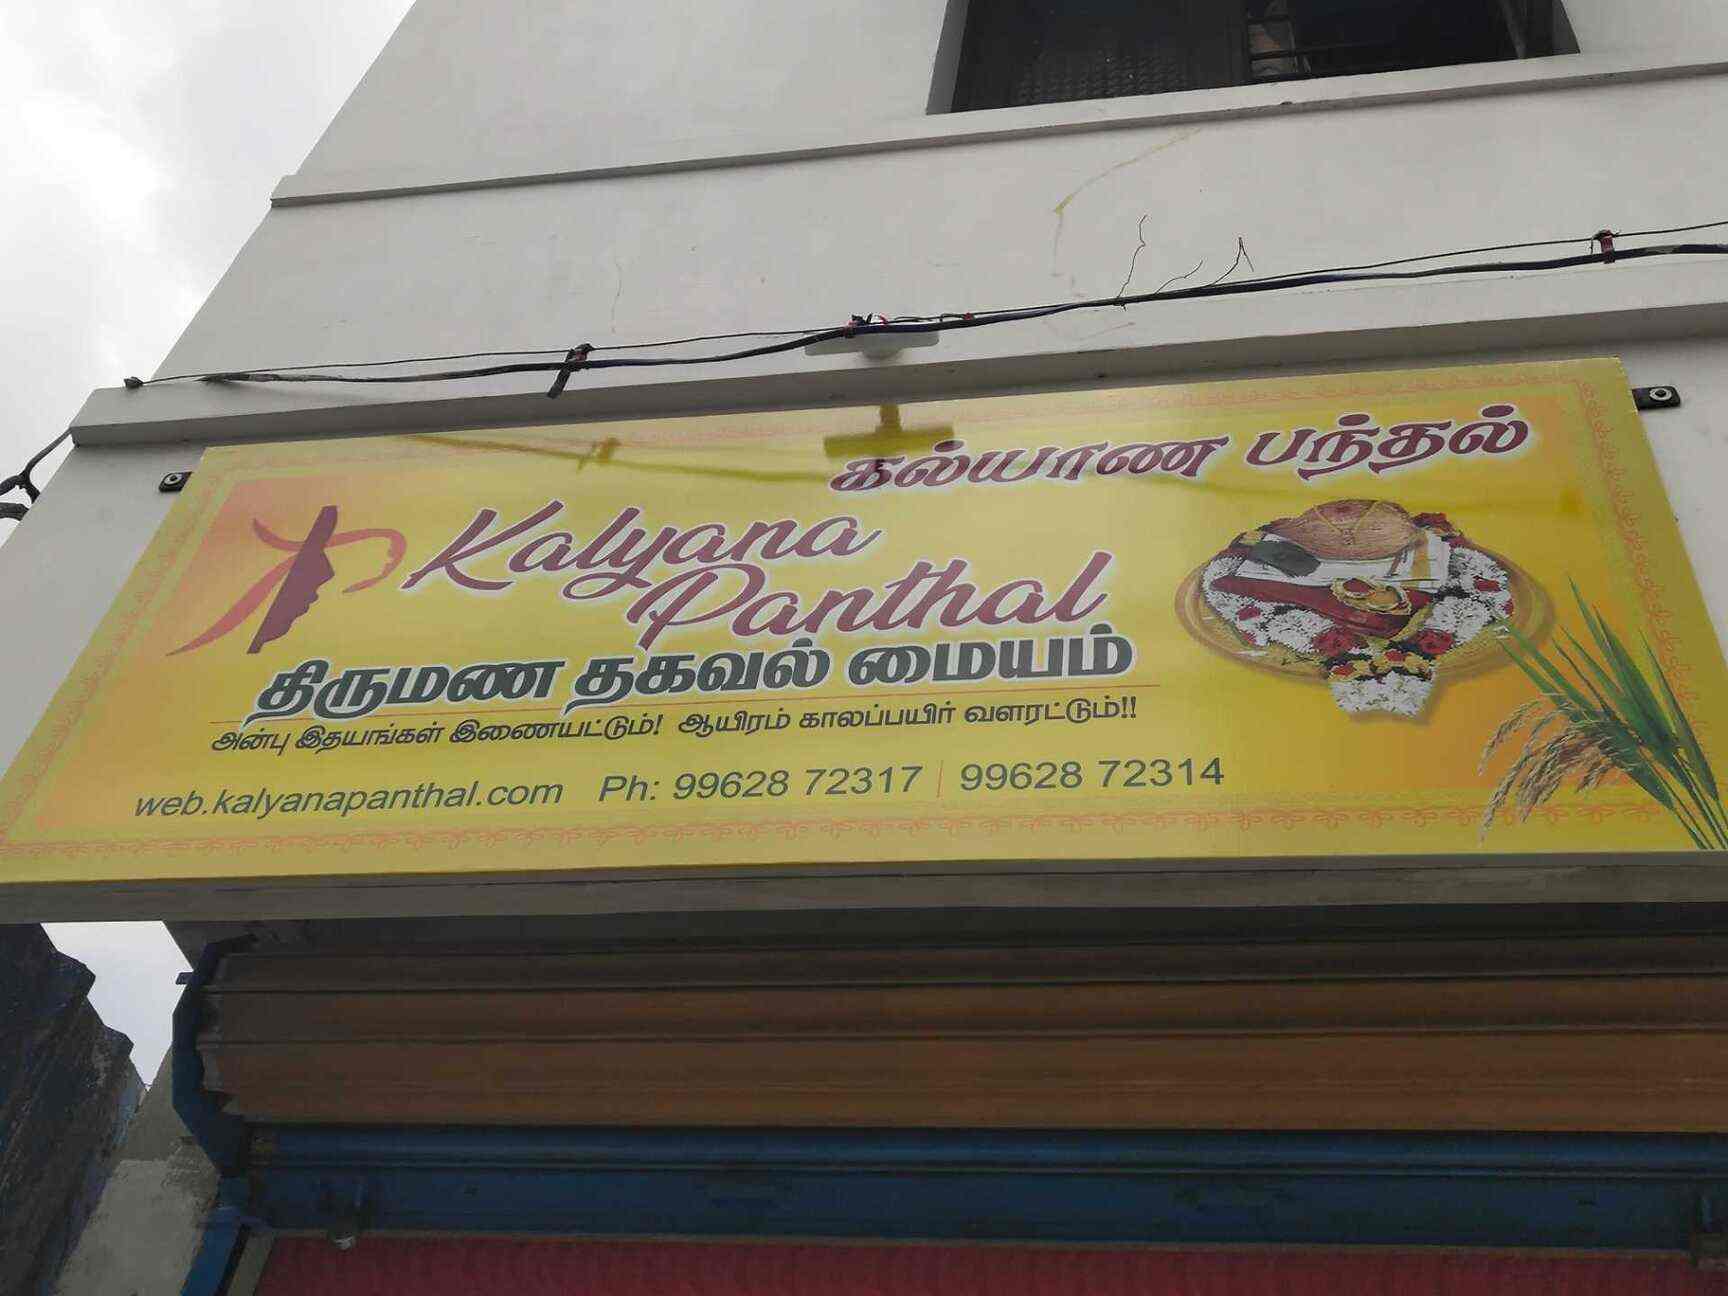 கல்யாண பந்தல்
Kalyana
Panthal
திருமண தகவல் மையம்
அன்பு இதயங்கள் இணையட்டும்! ஆயிரம் காலப்பயிர் வளரட்டும்!!
web.kalyanapanthal.com Ph: 99628 72317 | 99628 72314